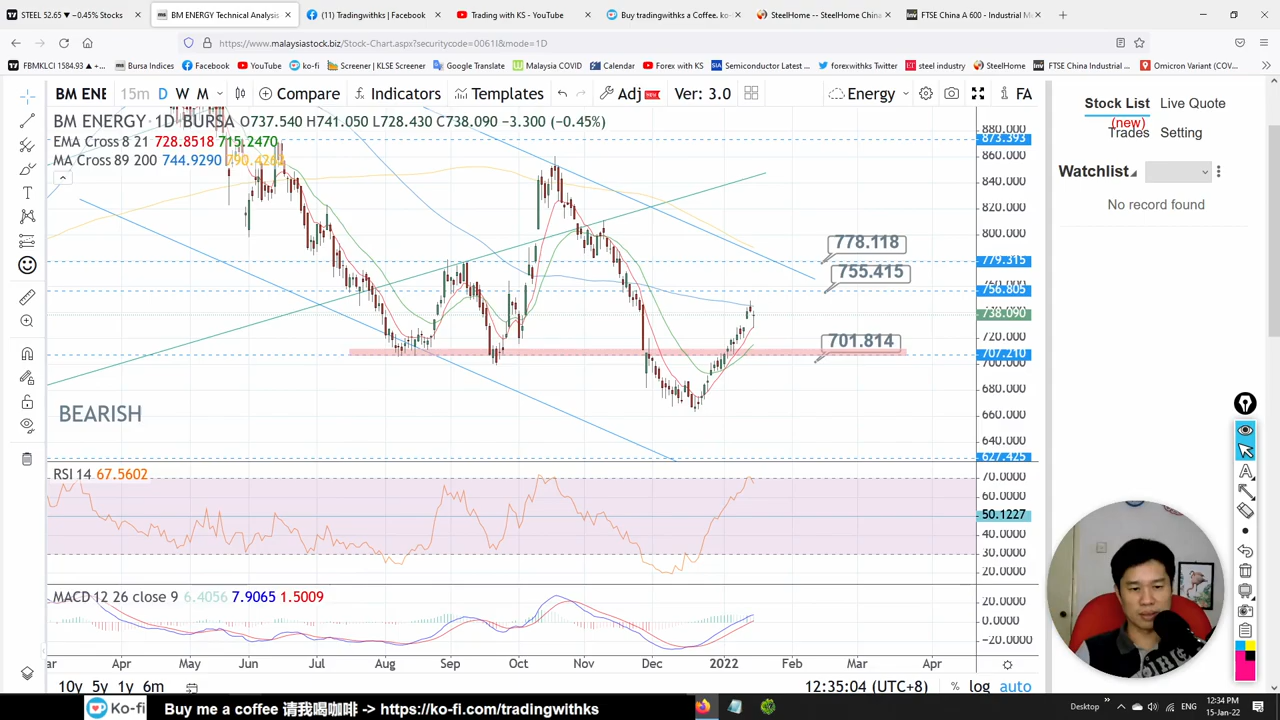 STEEL 52.65 ▼ −0.45% Stocks
BM ENERGY Technical Analysis
(3) Tradingwithks | Facebook
Trading with KS - YouTube
Buy tradingwithks a Coffee. ko-fi
SteelHome -- SteelHome China
FTSE China A 600 - Industrial M
https://www.malaysiastock.biz/Stock-Chart.aspx?securitycode=0061I&mode=1D
FBMKLCI 1584.93 ▲ +
Bursa Indices
Facebook
YouTube
ko-fi
Screener | KLSE Screener
Google Translate
Malaysia COVID
Calendar
Forex with KS
Semiconductor Latest ...
forexwithks Twitter
steel industry
SteelHome
FTSE China Industrial ...
Omicron Variant (COV...
BM ENE
15m
D
W
M
Compare
Indicators
Templates
Adj
new
Ver: 3.0
Energy
FA
BM ENERGY 1D BURSA O737.540 H741.050 L728.430 C738.090 −3.300 (−0.45%)
EMA Cross 8 21 728.8518 715.2470
MA Cross 89 200 744.9290
880.000
873.393
860.000
840.000
820.000
800.000
778.118
779.315
755.415
756.805
738.090
720.000
701.814
707.210
700.000
680.000
660.000
640.000
627.425
BEARISH
RSI 14 67.5602
70.0000
60.0000
50.1227
40.0000
30.0000
20.0000
MACD 12 26 close 9 6.4056 7.9065 1.5009
20.0000
0.0000
−20.0000
Apr
May
Jun
Jul
Aug
Sep
Oct
Nov
Dec
2022
Feb
Mar
Apr
10y
5y
1y
6m
12:35:04 (UTC+8)
%
log
auto
Stock List
Live Quote
(new)
Trades
Setting
Watchlist
No record found
Ko-fi
Buy me a coffee 请我喝咖啡 -> https://ko-fi.com/tradingwithks
Desktop
ENG
12:34 PM
15-Jan-22